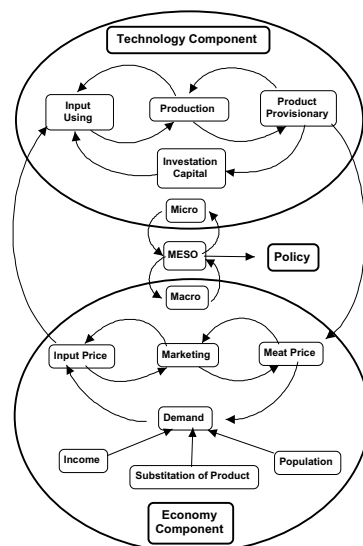 Technology Component
Input
Using
Production
Product
Provisionary
Investation
Capital
Micro
MESO
Policy
Macro
Input Price
Marketing
Meat Price
Demand
Income
Substitation of Product
Population
Economy
Component